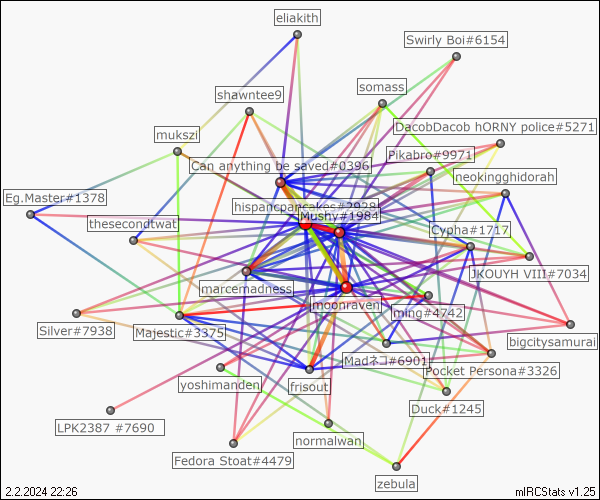 eliakith
Swirly Boi#6154
somass
shawntee9
DacobDacob hORNY police#5271
mukszi
Pikabro#9971
Can anything be saved#0396
neokingghidorah
Eg.Master#1378
hispanicpancakes#2928
Mushy#1984
thesecondtwat
Cypha#1717
JKOUYH VIII#7034
marcemadness
moonraven
ming#4742
Silver#7938
Majestic#3375
bigcitysamurai
Madネコ#6901
Pocket Persona#3326
yoshimanden
frisout
Duck#1245
LPK2387 #7690
normalwan
Fedora Stoat#4479
zebula
2.2.2024 22:26
mIRCStats v1.25